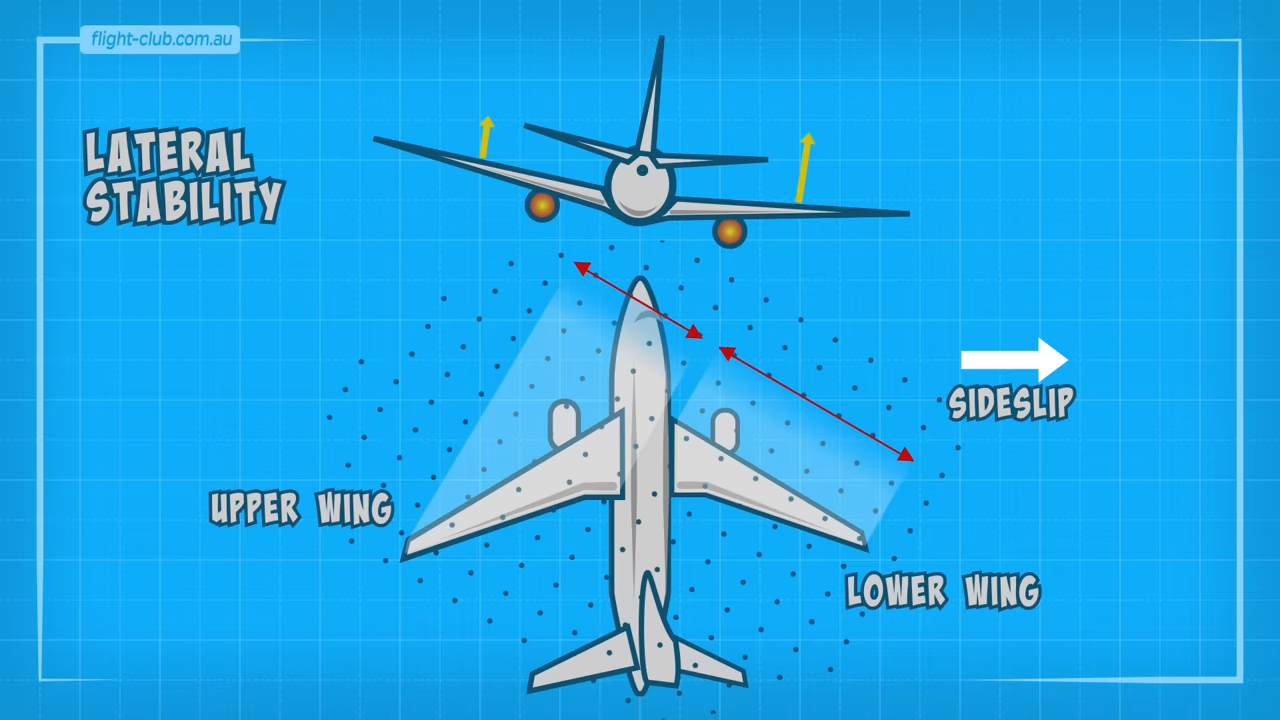 flight-club.com.au
LATERAL
STABILITY
SIDESLIP
UPPER WING
LOWER WING